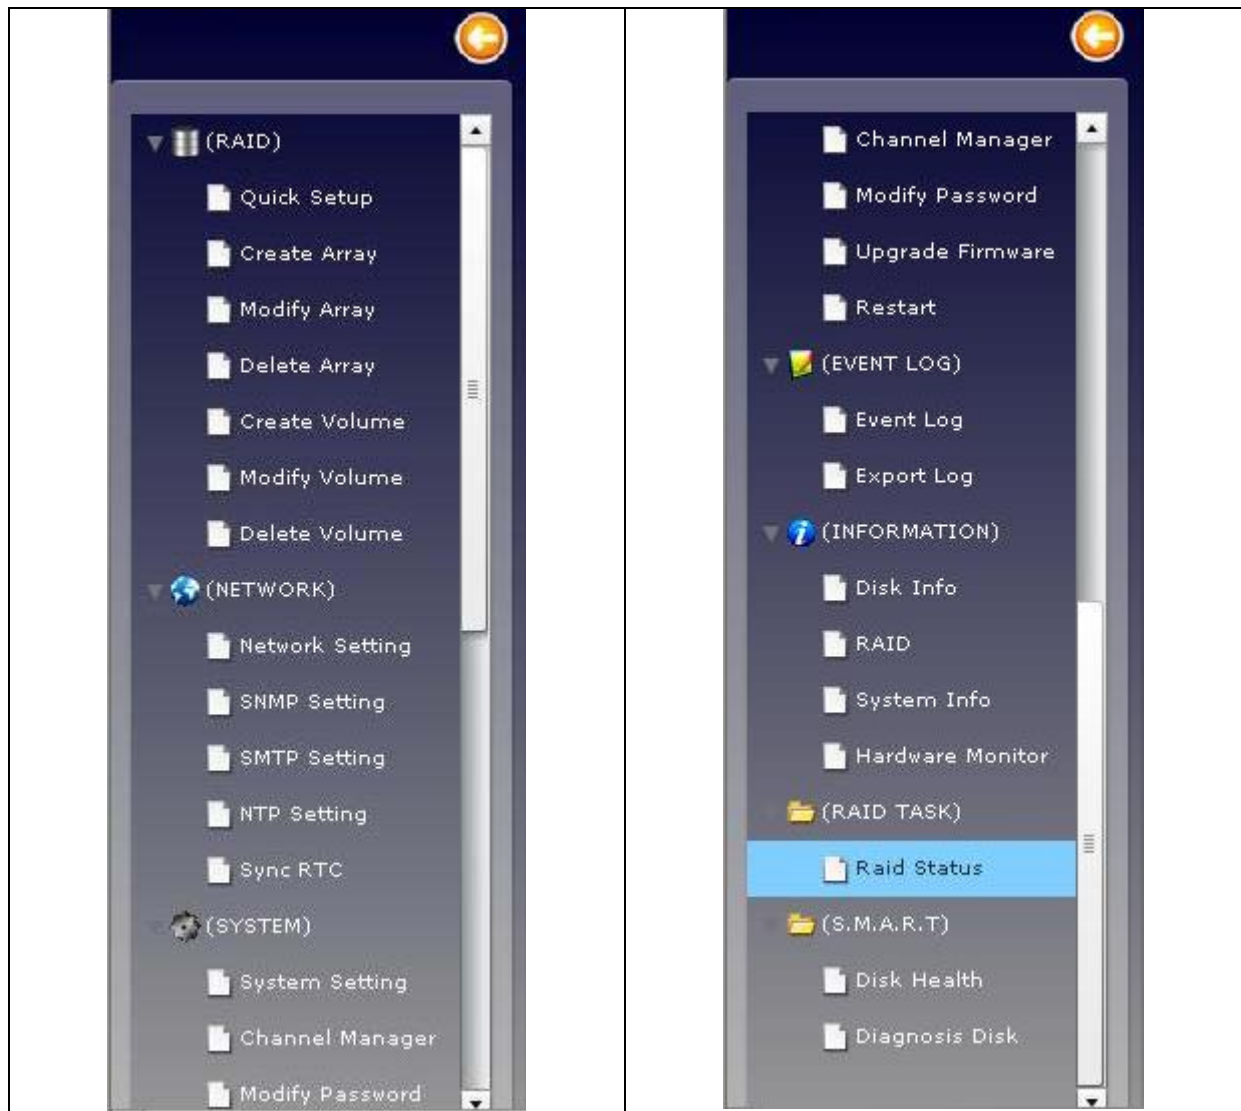 (RAID)
Quick Setup
Create Array
Modify Array
Delete Array
Create Volume
Modify Volume
Delete Volume
(NETWORK)
Network Setting
SNMP Setting
SMTP Setting
NTP Setting
Sync RTC
(SYSTEM)
System Setting
Channel Manager
Modify Password
Channel Manager
Modify Password
Upgrade Firmware
Restart
(EVENT LOG)
Event Log
Export Log
(INFORMATION)
Disk Info
RAID
System Info
Hardware Monitor
(RAID TASK)
Raid Status
(S.M.A.R.T)
Disk Health
Diagnosis Disk